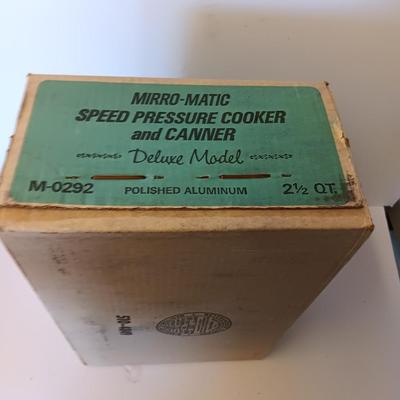 MIRRO-MATIC
SPEED PRESSURE COOKER
and CANNER
Deluxe Model
M-0292 POLISHED ALUMINUM 2½ QT.